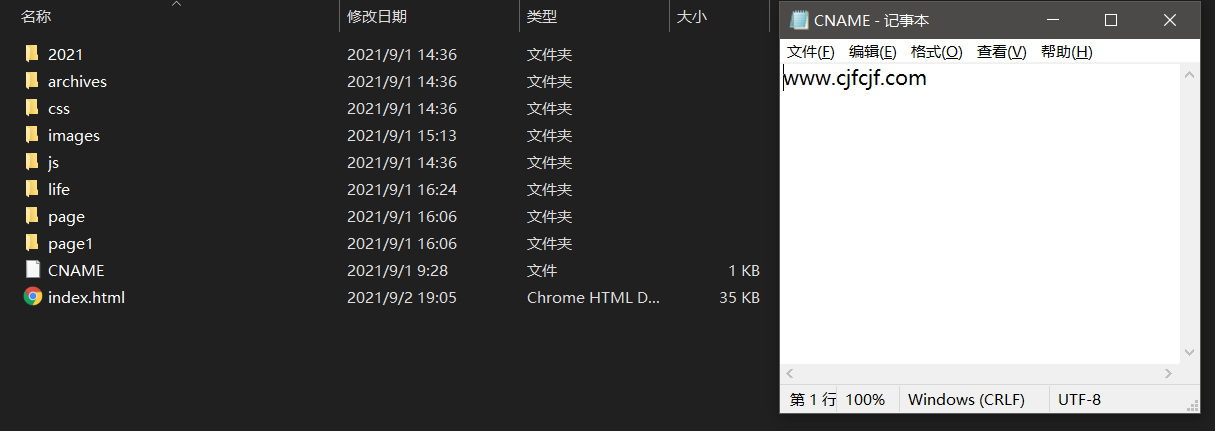 名称 修改日期 类型 大小
2021 2021/9/1 14:36 文件夹
archives 2021/9/1 14:36 文件夹
css 2021/9/1 14:36 文件夹
images 2021/9/1 15:13 文件夹
js 2021/9/1 14:36 文件夹
life 2021/9/1 16:24 文件夹
page 2021/9/1 16:06 文件夹
page1 2021/9/1 16:06 文件夹
CNAME 2021/9/1 9:28 文件 1 KB
index.html 2021/9/2 19:05 Chrome HTML D... 35 KB
CNAME - 记事本
文件(F) 编辑(E) 格式(O) 查看(V) 帮助(H)
www.cjfcjf.com
第 1 行 100% Windows (CRLF) UTF-8